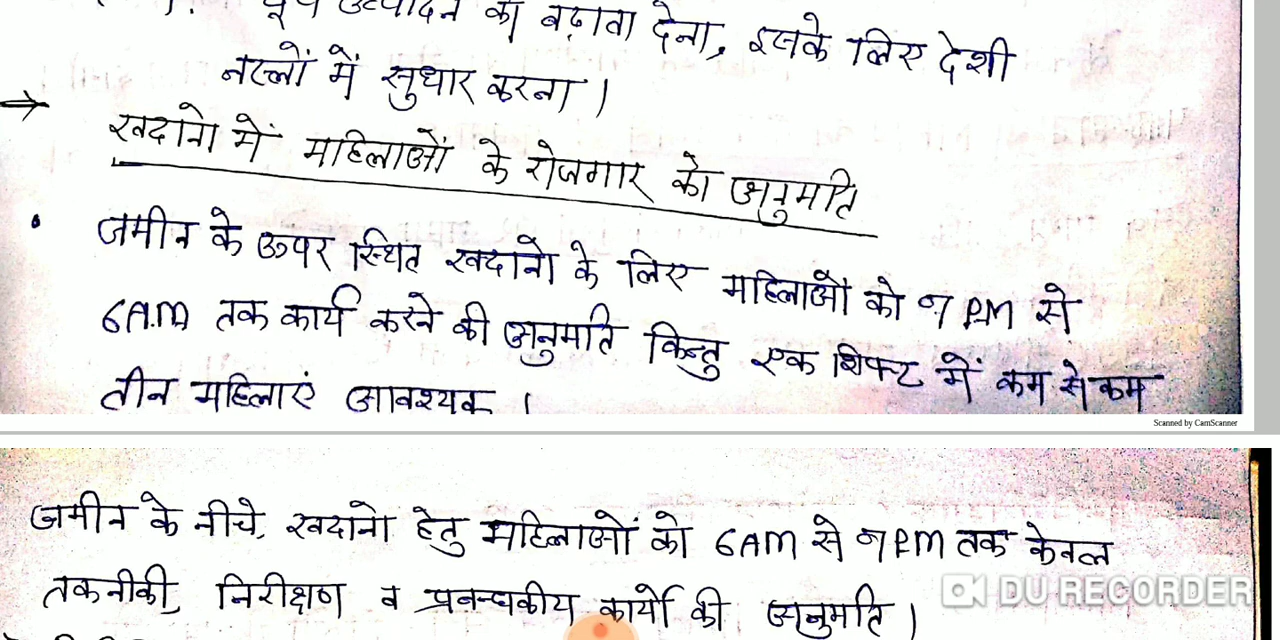 दुग्ध उत्पादन को बढ़ावा देना, इसके लिए देशी
नस्लों में सुधार करना।
→ खदानो में महिलाओं के रोजगार को अनुमति
• जमीन के ऊपर स्थित खदानो के लिए महिलाओं को 7 P.M से
6A.M तक कार्य करने की अनुमति किन्तु एक शिफ्ट में कम से कम
तीन महिलाएं आवश्यक।
Scanned by CamScanner
जमीन के नीचे, खदानो हेतु महिलाओं को 6AM से 7P.M तक केवल
तकनीकी, निरीक्षण व प्रबन्धकीय कार्यो की अनुमति।
DU RECORDER